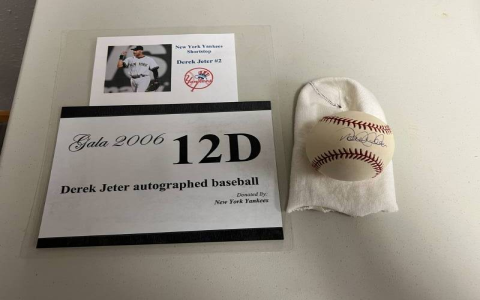 New York Yankees
Shortstop
Derek Jeter #2
Gala 2006 12D
Derek Jeter autographed baseball
Donated By:
New York Yankees